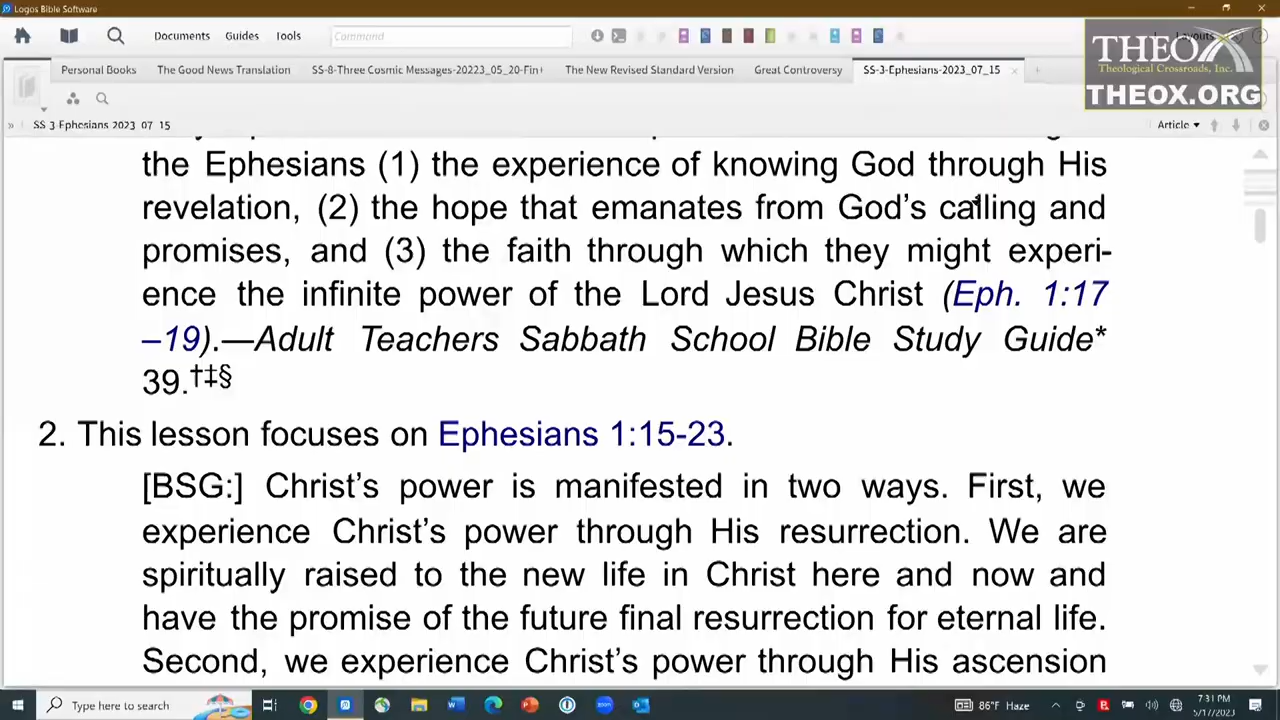 Logos Bible Software
Documents Guides Tools Command
THEOX
Theological Crossroads, Inc.
THEOX.ORG
Personal Books The Good News Translation The New Revised Standard Version Great Controversy SS-3-Ephesians-2023_07_15
SS-3-Ephesians-2023_07_15 Article
the Ephesians (1) the experience of knowing God through His
revelation, (2) the hope that emanates from God's calling and
promises, and (3) the faith through which they might experi-
ence the infinite power of the Lord Jesus Christ (Eph. 1:17
–19).—Adult Teachers Sabbath School Bible Study Guide*
39.†‡§
2. This lesson focuses on Ephesians 1:15-23.
[BSG:] Christ's power is manifested in two ways. First, we
experience Christ's power through His resurrection. We are
spiritually raised to the new life in Christ here and now and
have the promise of the future final resurrection for eternal life.
Second, we experience Christ's power through His ascension
Type here to search 86°F Haze 7:31 PM
5/17/2023